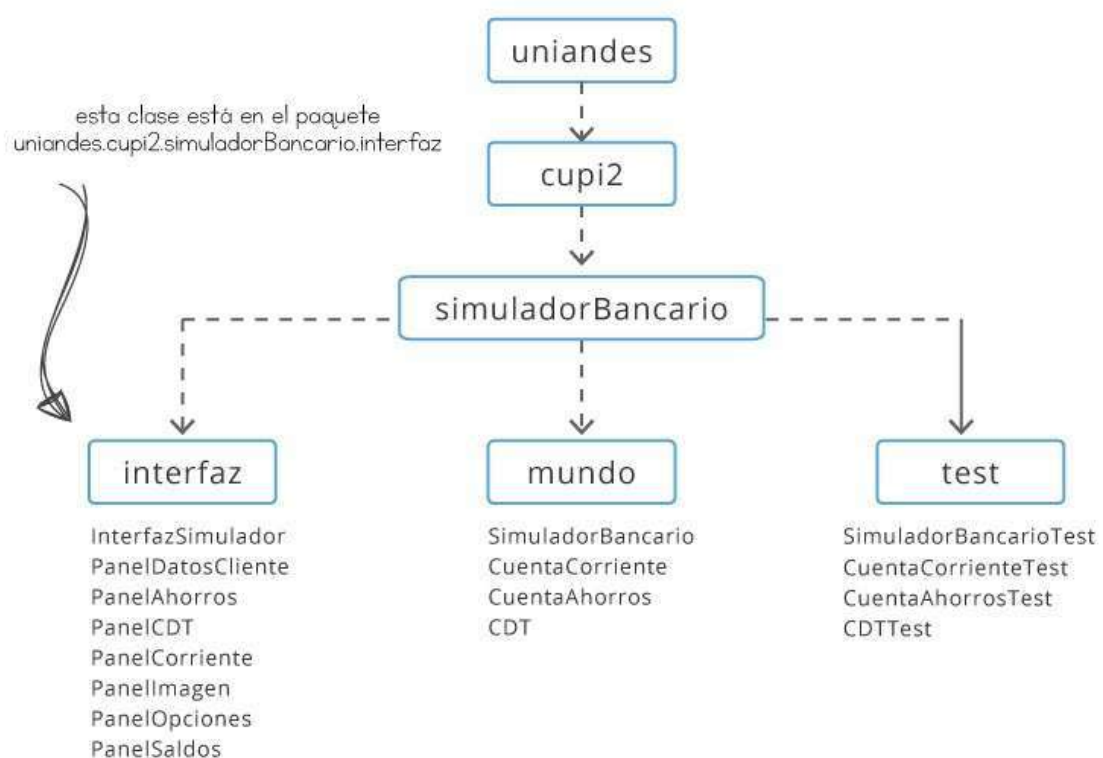 uniandes
esta clase está en el paquete
uniandes.cupi2.simuladorBancario.interfaz
cupi2
simuladorBancario
interfaz
InterfazSimulador
PanelDatosCliente
PanelAhorros
PanelCDT
PanelCorriente
PanelImagen
PanelOpciones
PanelSaldos
mundo
SimuladorBancario
CuentaCorriente
CuentaAhorros
CDT
test
SimuladorBancarioTest
CuentaCorrienteTest
CuentaAhorrosTest
CDTTest